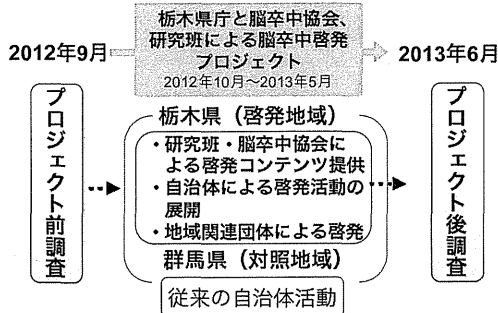 栃木県庁と脳卒中協会、
研究班による脳卒中啓発
プロジェクト
2012年10月～2013年5月
2012年9月
2013年6月
プロジェクト前調査
栃木県（啓発地域）
・研究班・脳卒中協会に
よる啓発コンテンツ提供
・自治体による啓発活動の
展開
・地域関連団体による啓発
群馬県（対照地域）
従来の自治体活動
プロジェクト後調査